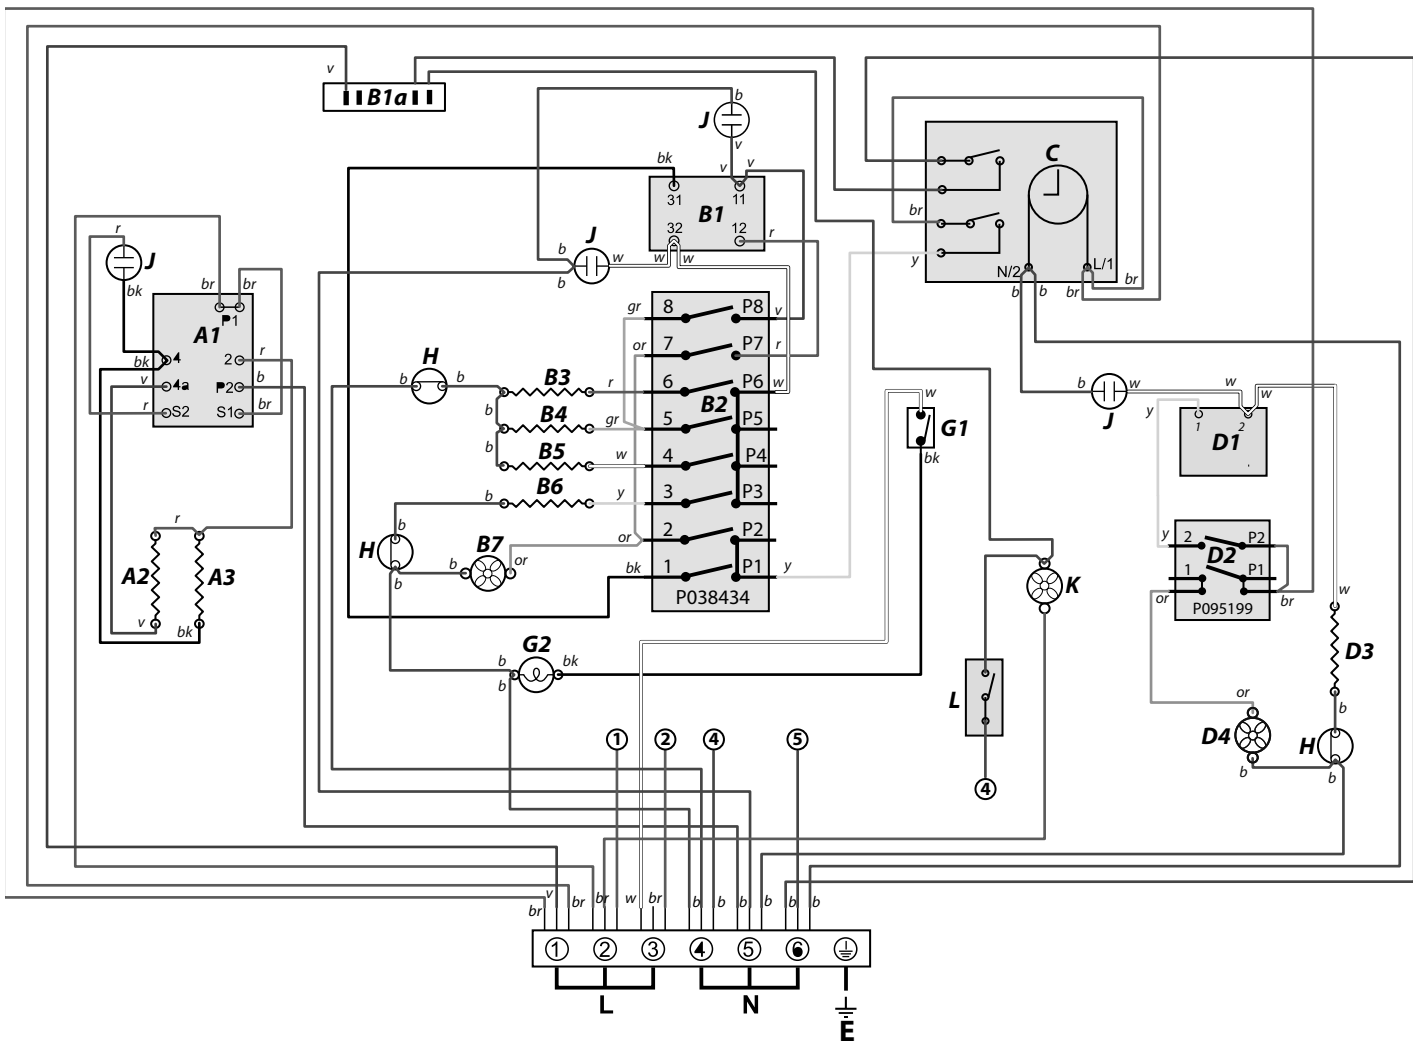 v
B1a
b
J
v
bk
v
v
31
11
B1
32
12
r
J
b
w
w
w
b
C
br
y
N/2
L/1
b
b
br
br
r
J
bk
br
br
P1
A1
4
2
r
bk
v
4a
P2
b
r
S2
S1
br
gr
8
P8
v
or
7
P7
r
H
b
b
B3
r
6
P6
w
b
B4
gr
5
B2
P5
b
B5
w
4
P4
b
B6
y
3
P3
b
or
2
P2
H
B7
b
or
bk
1
P1
y
b
P038434
w
G1
bk
b
J
w
w
w
y
1
2
D1
y
2
D2
P2
1
P1
or
P095199
br
w
r
A2
A3
v
bk
K
G2
b
bk
b
L
D3
or
b
D4
H
b
b
1
2
4
5
4
br
v
br
br
w
br
b
b
b
b
b
b
1
2
3
4
5
6
L
N
E